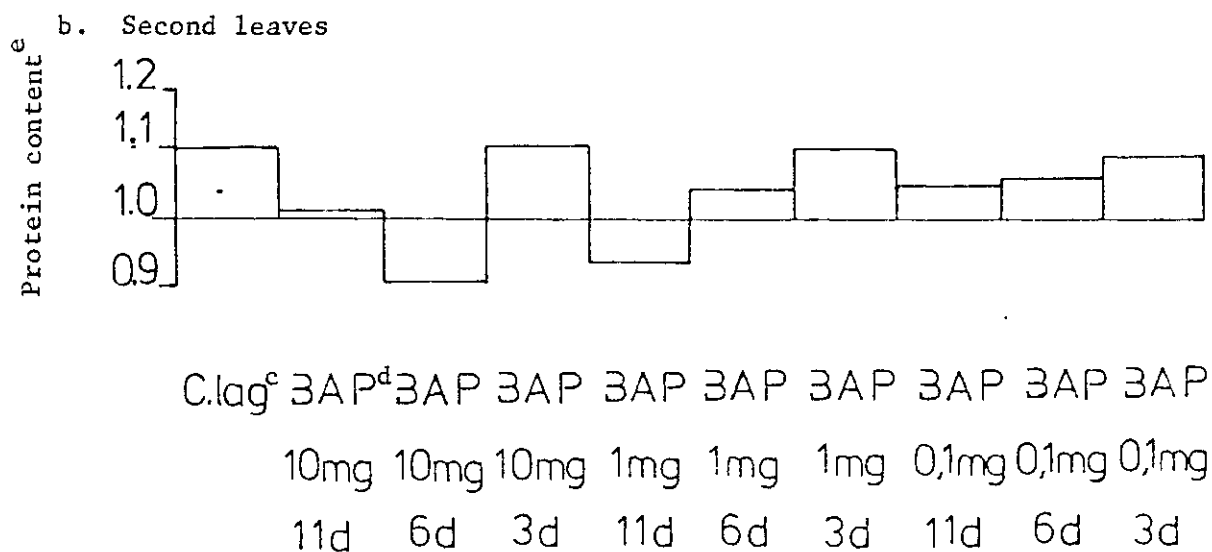 b. Second leaves
Protein content^e
1.2
1.1
1.0
0.9
C.lag^c BAP^d BAP BAP BAP BAP BAP BAP BAP BAP
10mg 10mg 10mg 1mg 1mg 1mg 0,1mg 0,1mg 0,1mg
11d 6d 3d 11d 6d 3d 11d 6d 3d